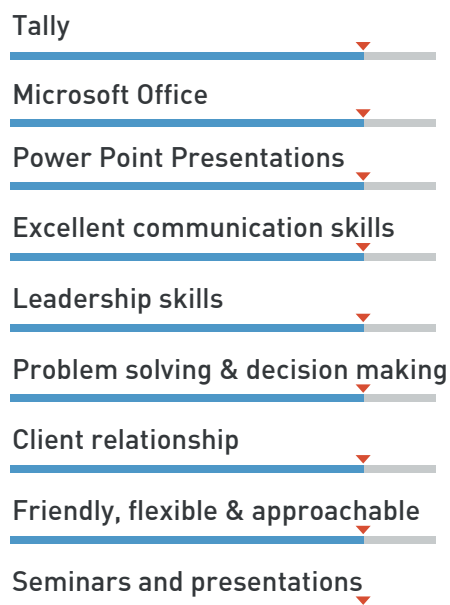 Tally
Microsoft Office
Power Point Presentations
Excellent communication skills
Leadership skills
Problem solving & decision making
Client relationship
Friendly, flexible & approachable
Seminars and presentations